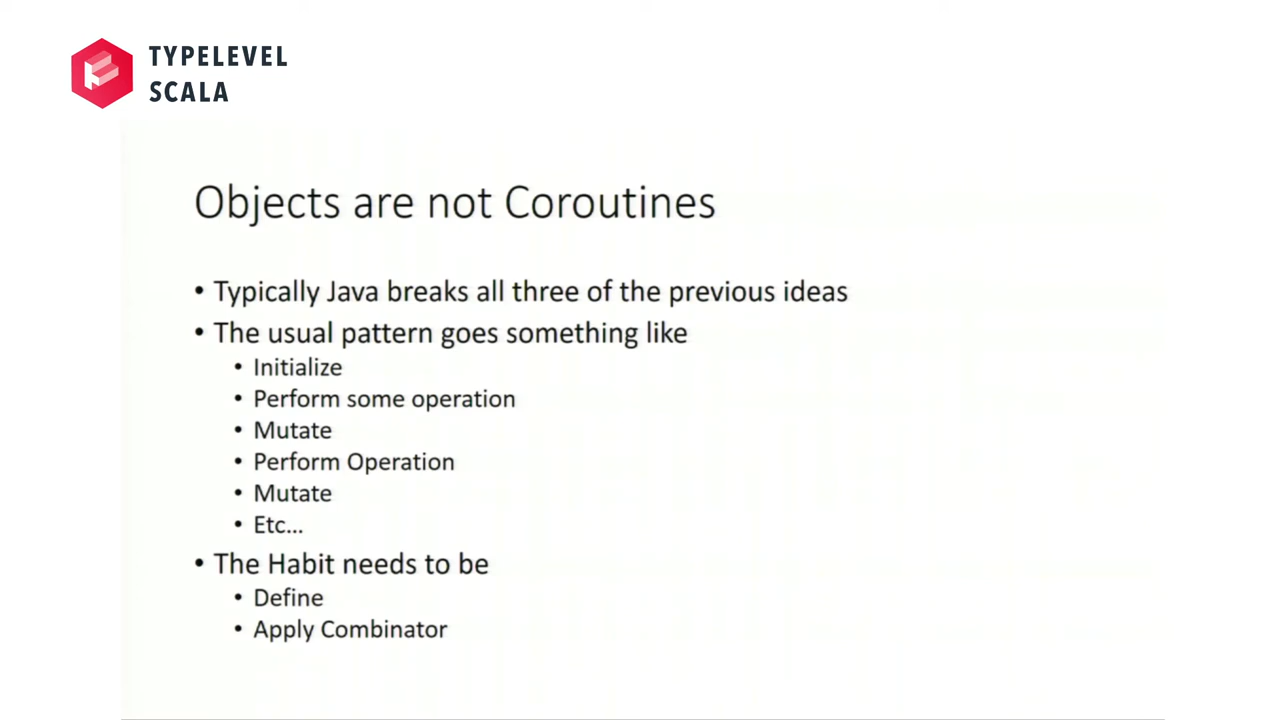 TYPELEVEL
SCALA
Objects are not Coroutines
• Typically Java breaks all three of the previous ideas
• The usual pattern goes something like
• Initialize
• Perform some operation
• Mutate
• Perform Operation
• Mutate
• Etc...
• The Habit needs to be
• Define
• Apply Combinator